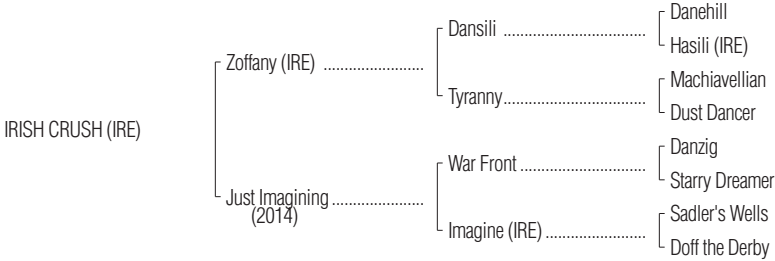 Danehill
Dansili ................................
Hasili (IRE)
Zoffany (IRE) .......................
Machiavellian
Tyranny................................
Dust Dancer
IRISH CRUSH (IRE)
Danzig
War Front ............................
Starry Dreamer
Just Imagining .....................
(2014)
Sadler's Wells
Imagine (IRE) .......................
Doff the Derby